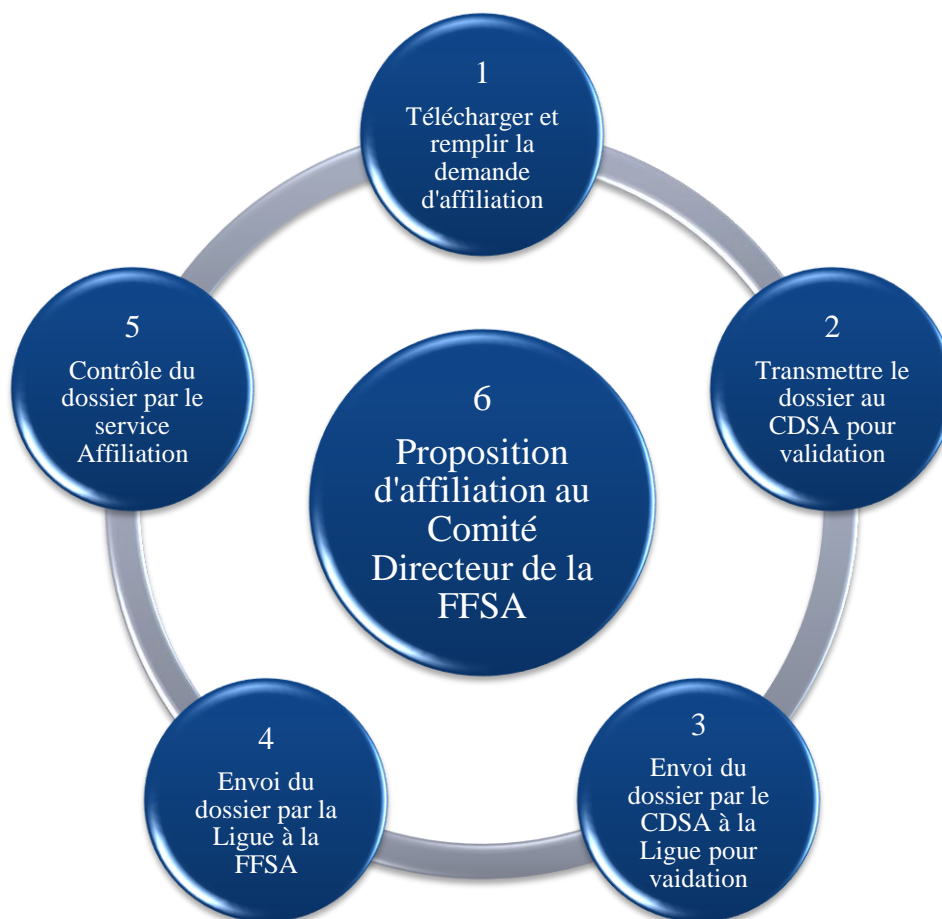 1
Télécharger et
remplir la
demande
d'affiliation
2
Transmettre le
dossier au
CDSA pour
validation
3
Envoi du
dossier par le
CDSA à la
Ligue pour
vaidation
4
Envoi du
dossier par la
Ligue à la
FFSA
5
Contrôle du
dossier par le
service
Affiliation
6
Proposition
d'affiliation au
Comité
Directeur de la
FFSA